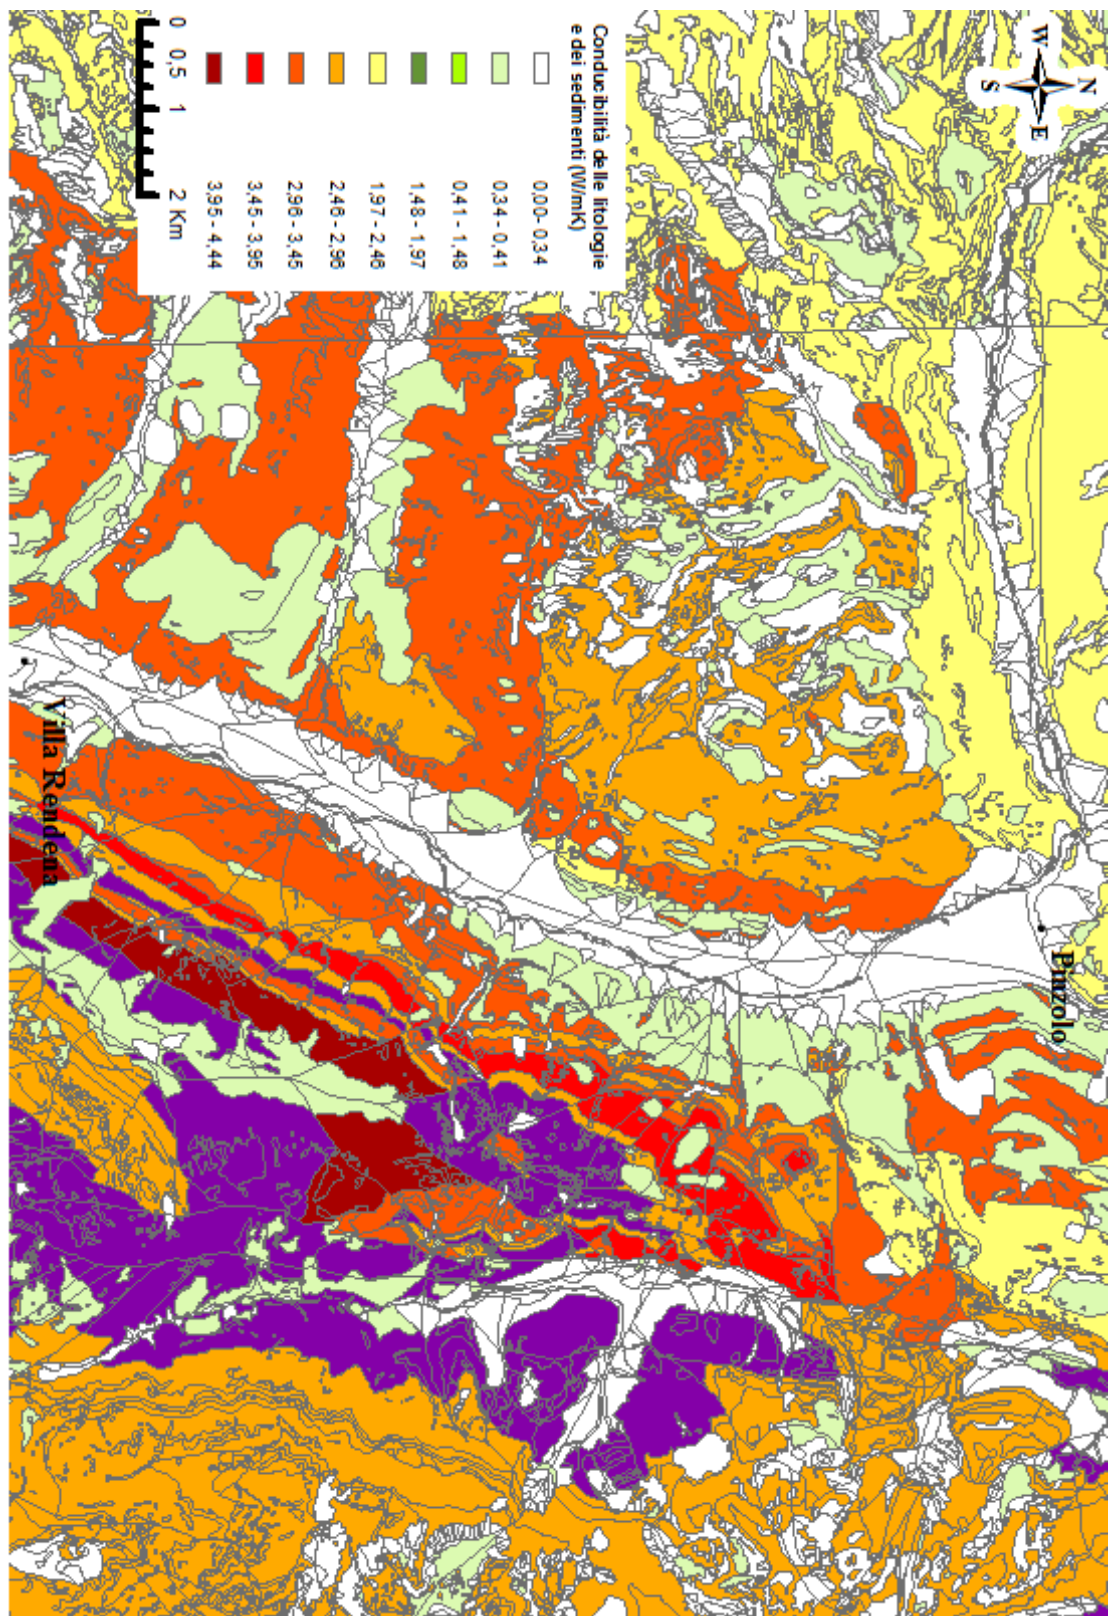 N
W
E
S
Pinzolo
Conducibilità delle litologie
e dei sedimenti (W/mK)
0,00 - 0,34
0,34 - 0,41
0,41 - 1,48
1,48 - 1,97
1,97 - 2,46
2,46 - 2,96
2,96 - 3,45
3,45 - 3,95
3,95 - 4,44
0 0,5 1 2 Km
Villa Rendena